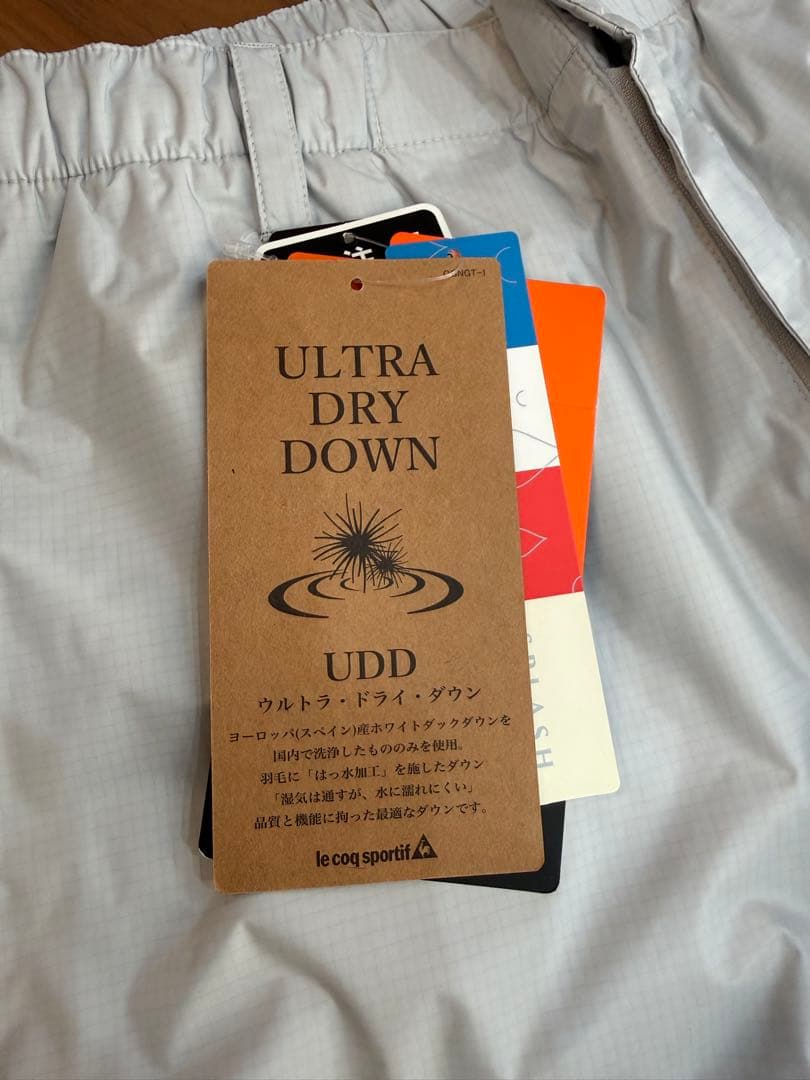 注
ULTRA
DRY
DOWN
UDD
ウルトラ・ドライ・ダウン
ヨーロッパ(スペイン)産ホワイトダックダウンを
国内で洗浄したもののみを使用。
羽毛に「はっ水加工」を施したダウン
「湿気は通すが、水に濡れにくい」
品質と機能に拘った最適なダウンです。
le coq sportif
SPLASH